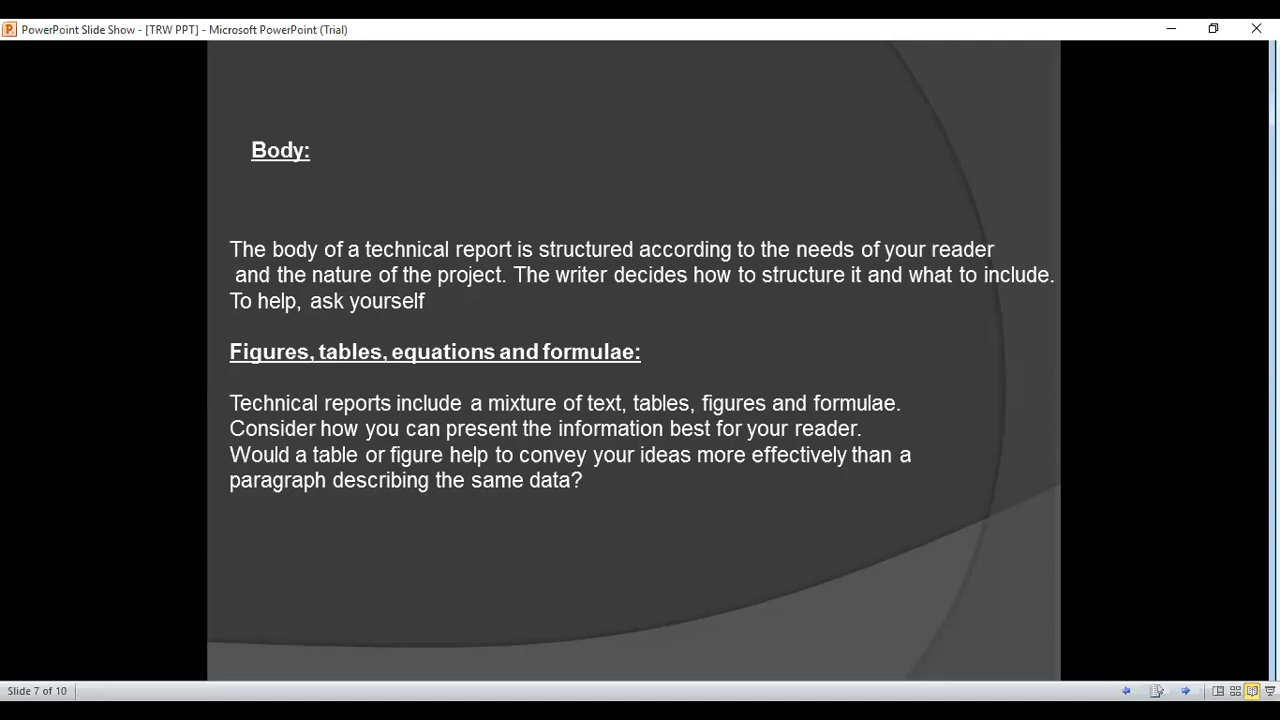 PowerPoint Slide Show - [TRW PPT] - Microsoft PowerPoint (Trial)
Body:
The body of a technical report is structured according to the needs of your reader
and the nature of the project. The writer decides how to structure it and what to include.
To help, ask yourself
Figures, tables, equations and formulae:
Technical reports include a mixture of text, tables, figures and formulae.
Consider how you can present the information best for your reader.
Would a table or figure help to convey your ideas more effectively than a
paragraph describing the same data?
Slide 7 of 10